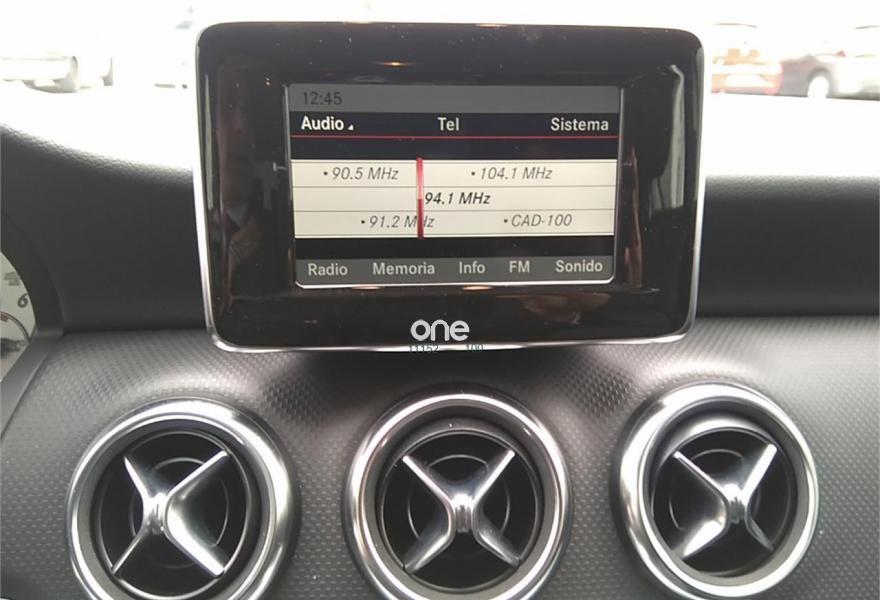 12:45
Audio Tel Sistema
• 90.5 MHz • 104.1 MHz
94.1 MHz
• 91.2 MHz • CAD-100
Radio Memoria Info FM Sonido
one
6